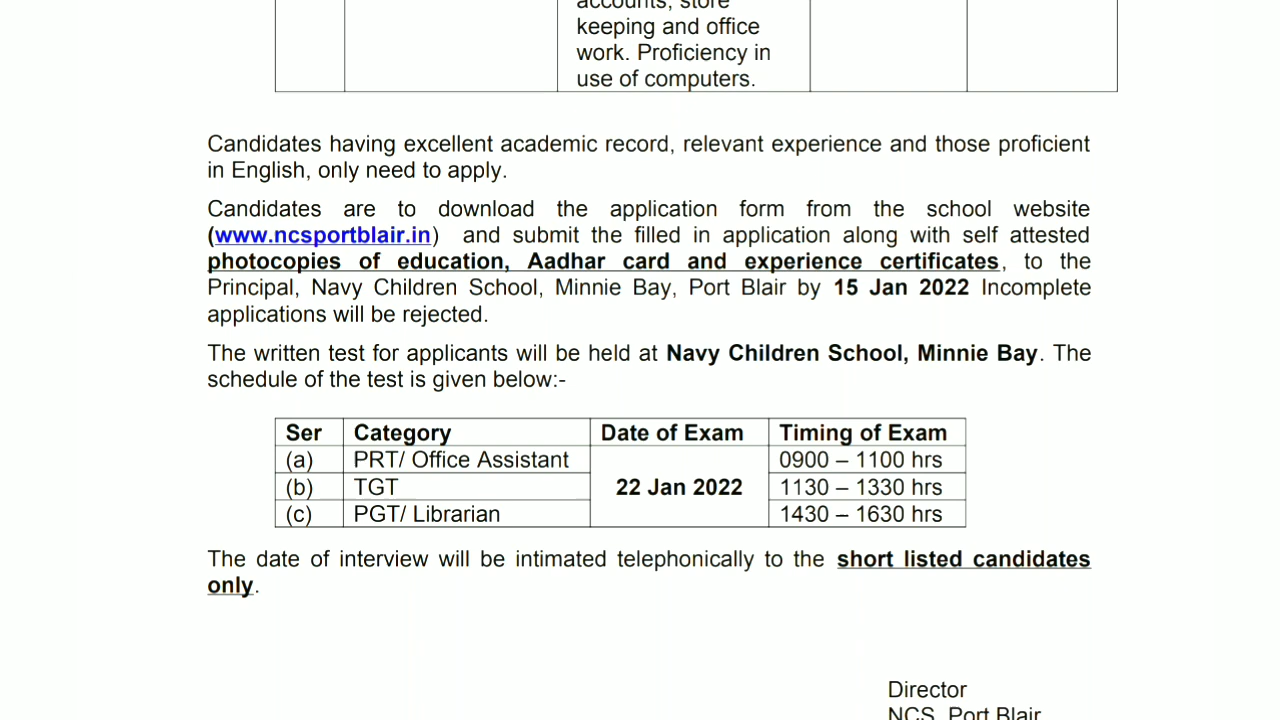 accounts, store
keeping and office
work. Proficiency in
use of computers.
Candidates having excellent academic record, relevant experience and those proficient
in English, only need to apply.
Candidates are to download the application form from the school website
(www.ncsportblair.in) and submit the filled in application along with self attested
photocopies of education, Aadhar card and experience certificates, to the
Principal, Navy Children School, Minnie Bay, Port Blair by 15 Jan 2022 Incomplete
applications will be rejected.
The written test for applicants will be held at Navy Children School, Minnie Bay. The
schedule of the test is given below:-
Ser Category Date of Exam Timing of Exam
(a) PRT/ Office Assistant 0900 – 1100 hrs
(b) TGT 22 Jan 2022 1130 – 1330 hrs
(c) PGT/ Librarian 1430 – 1630 hrs
The date of interview will be intimated telephonically to the short listed candidates
only.
Director
NCS, Port Blair